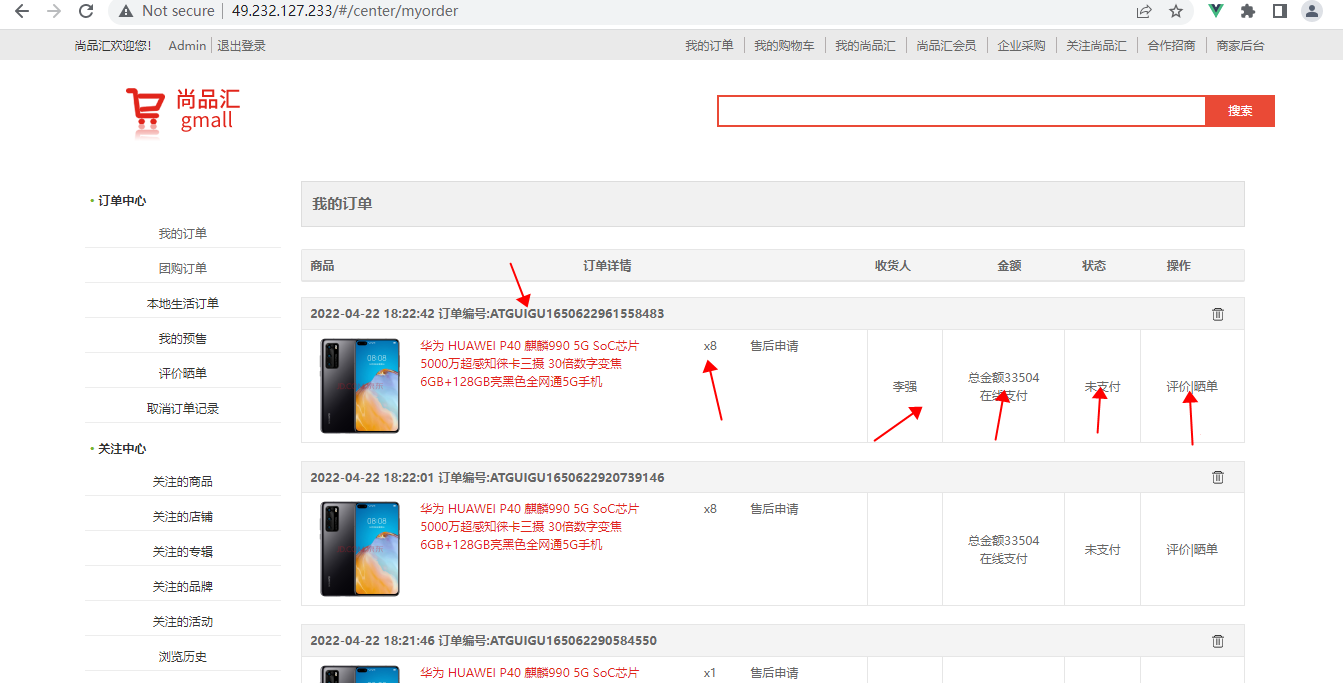 Not secure
49.232.127.233/#/center/myorder
尚品汇欢迎您! Admin 退出登录
我的订单 我的购物车 我的尚品汇 尚品汇会员 企业采购 关注尚品汇 合作招商 商家后台
尚品汇
gmall
搜索
订单中心
我的订单
团购订单
本地生活订单
我的预售
评价晒单
取消订单记录
关注中心
关注的商品
关注的店铺
关注的专辑
关注的品牌
关注的活动
浏览历史
我的订单
商品 订单详情 收货人 金额 状态 操作
2022-04-22 18:22:42 订单编号:ATGUIGU1650622961558483
华为 HUAWEI P40 麒麟990 5G SoC芯片
5000万超感知徕卡三摄 30倍数字变焦
6GB+128GB亮黑色全网通5G手机
x8
售后申请
李强
总金额33504
在线支付
未支付
评价|晒单
2022-04-22 18:22:01 订单编号:ATGUIGU1650622920739146
华为 HUAWEI P40 麒麟990 5G SoC芯片
5000万超感知徕卡三摄 30倍数字变焦
6GB+128GB亮黑色全网通5G手机
x8
售后申请
总金额33504
在线支付
未支付
评价|晒单
2022-04-22 18:21:46 订单编号:ATGUIGU165062290584550
华为 HUAWEI P40 麒麟990 5G SoC芯片
x1
售后申请